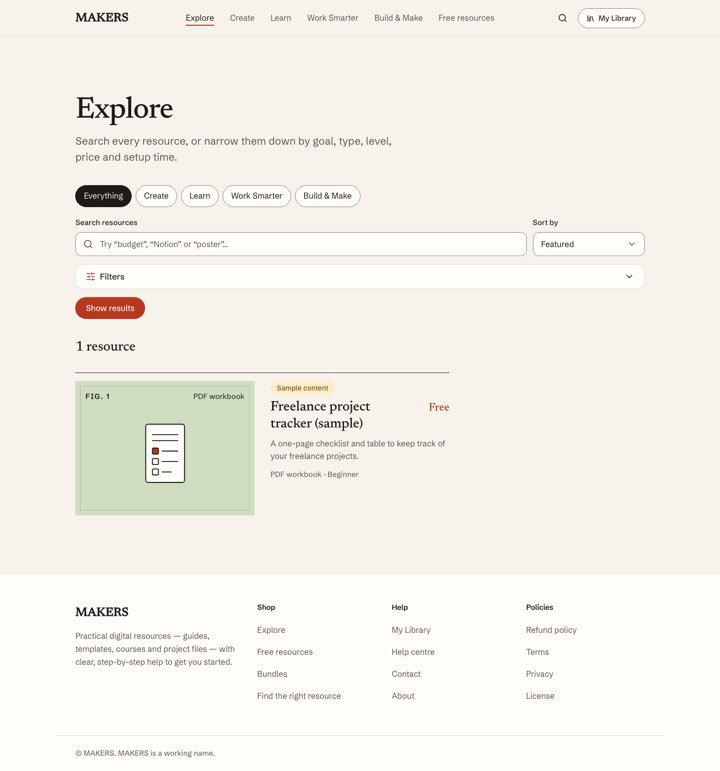 MAKERS
Explore
Create
Learn
Work Smarter
Build & Make
Free resources
My Library
Explore
Search every resource, or narrow them down by goal, type, level,
price and setup time.
Everything
Create
Learn
Work Smarter
Build & Make
Search resources
Sort by
Try “budget”, “Notion” or “poster”...
Featured
Filters
Show results
1 resource
FIG. 1
PDF workbook
Sample content
Freelance project
tracker (sample)
Free
A one-page checklist and table to keep track of
your freelance projects.
PDF workbook · Beginner
MAKERS
Practical digital resources — guides,
templates, courses and project files — with
clear, step-by-step help to get you started.
Shop
Explore
Free resources
Bundles
Find the right resource
Help
My Library
Help centre
Contact
About
Policies
Refund policy
Terms
Privacy
License
© MAKERS. MAKERS is a working name.